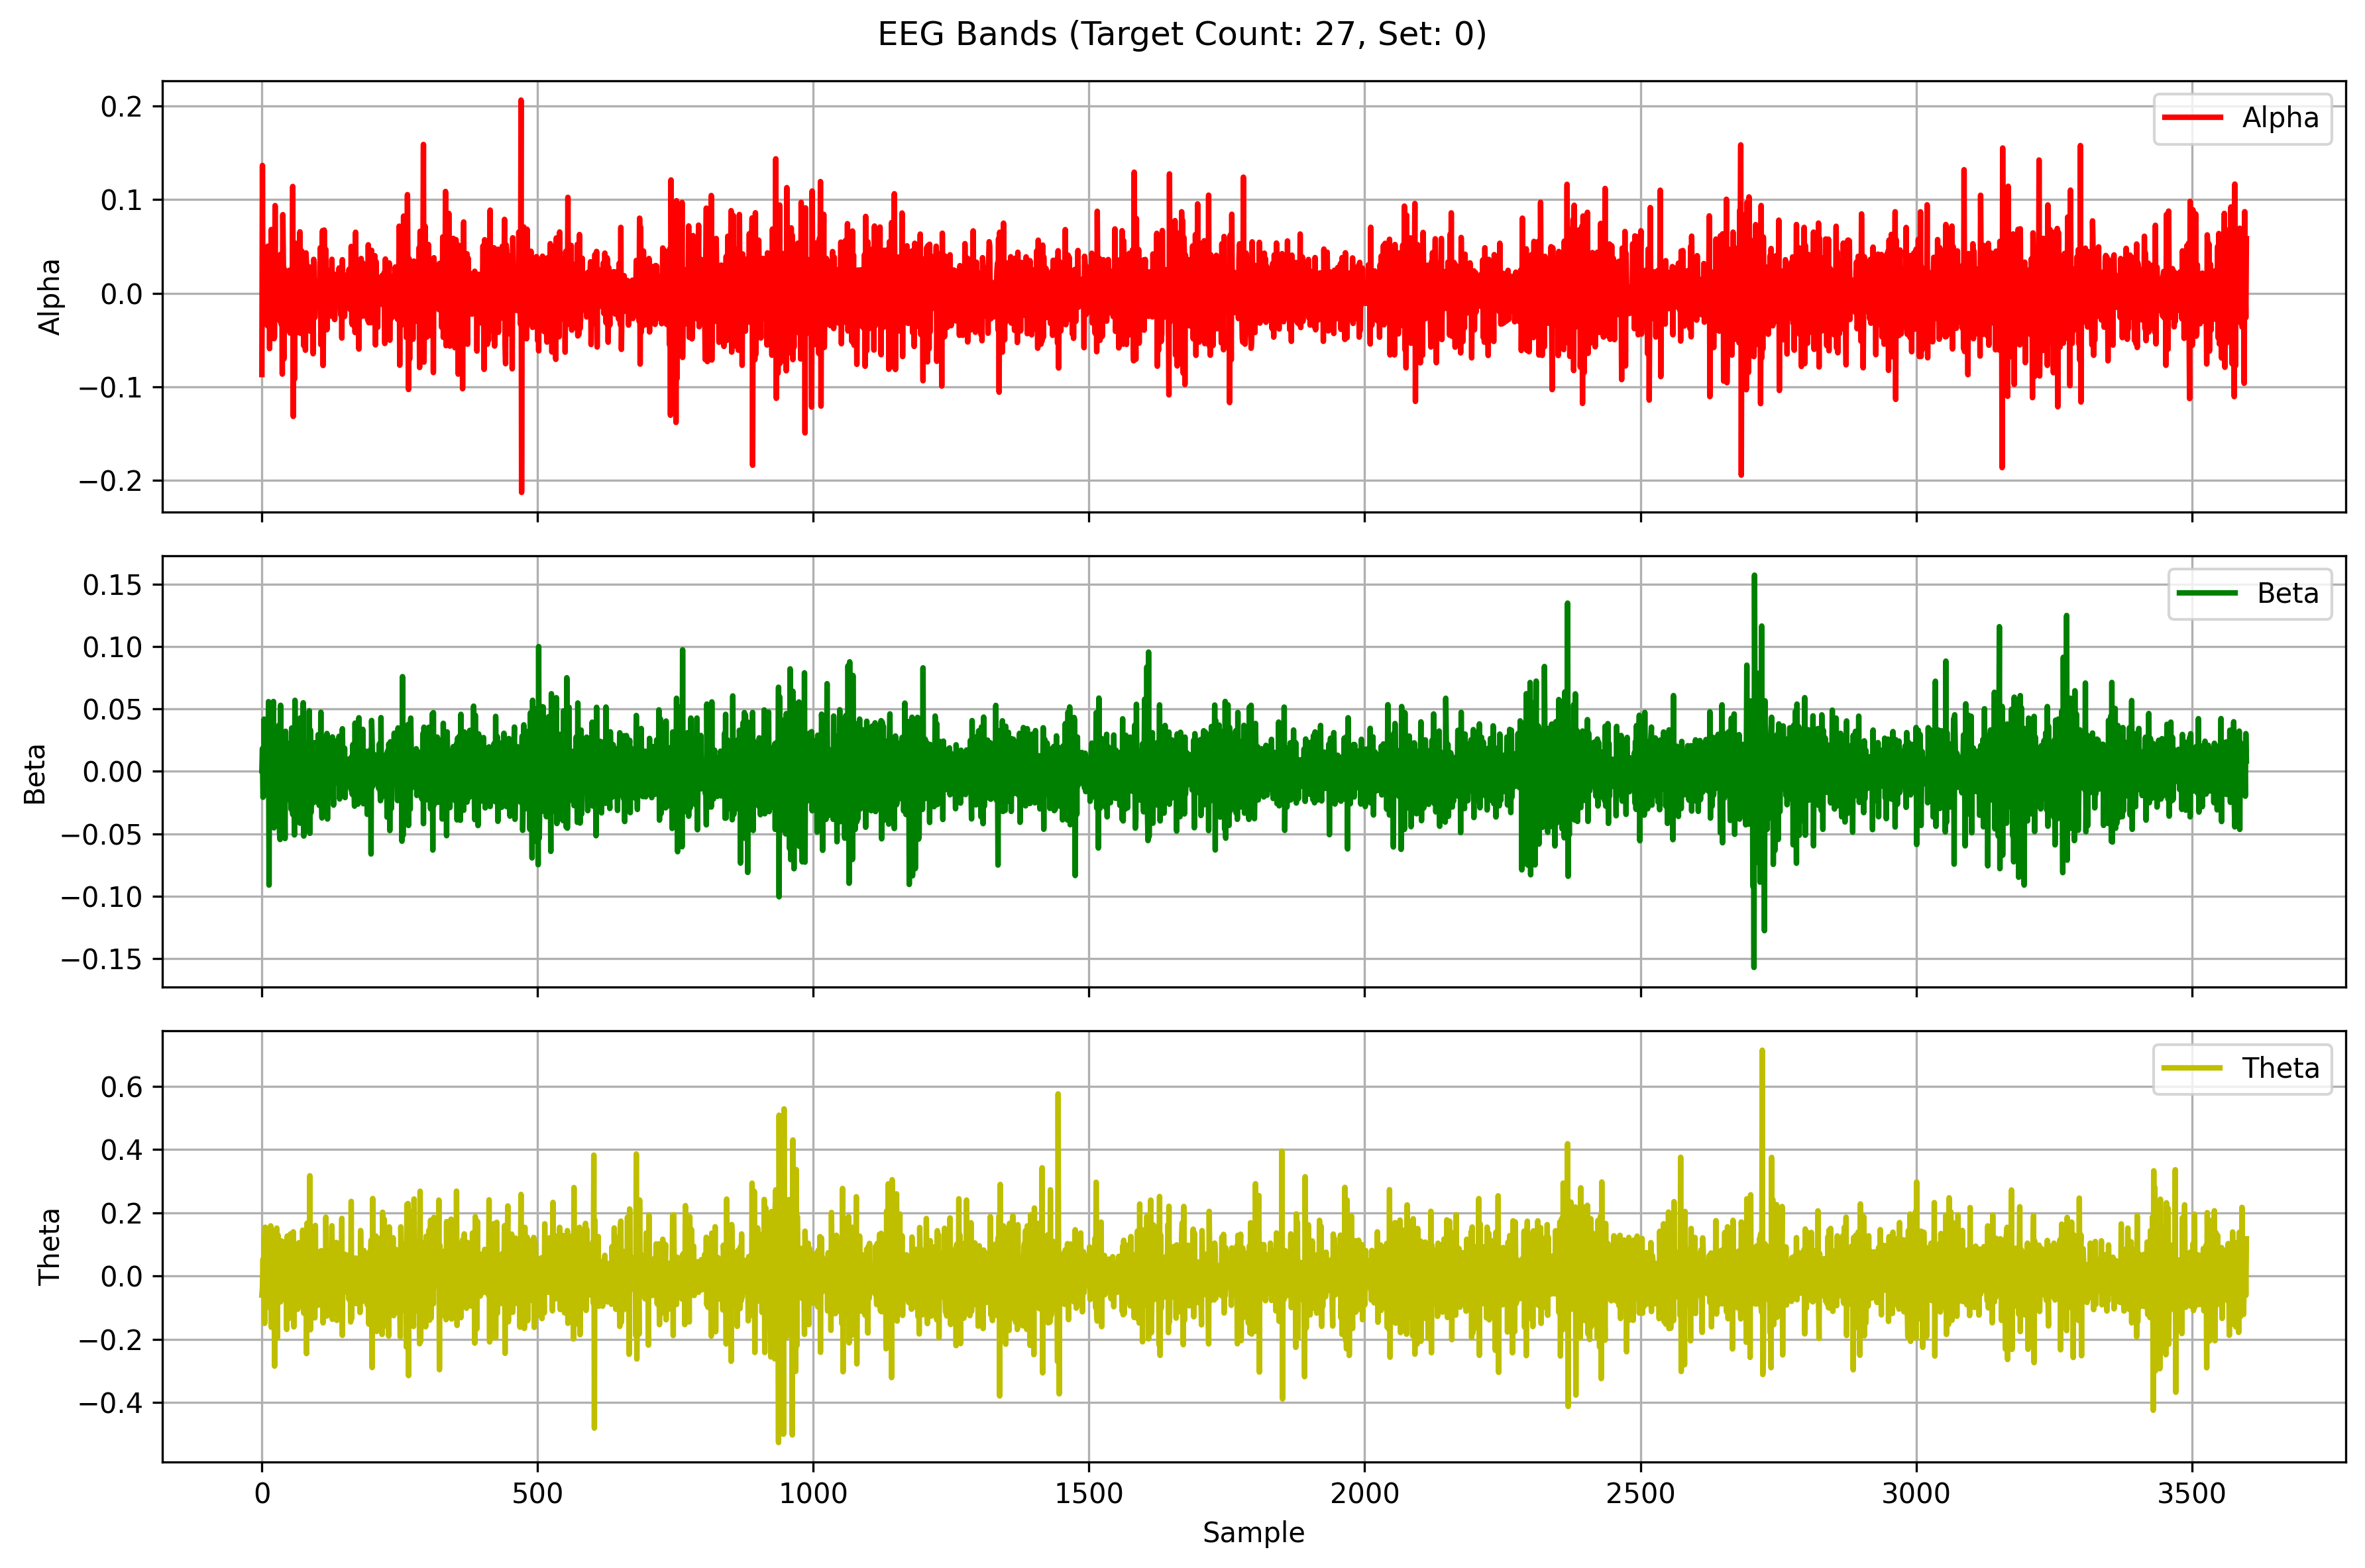 EEG Bands (Target Count: 27, Set: 0)
Alpha
0.2
0.1
0.0
−0.1
−0.2
Alpha
Beta
0.15
0.10
0.05
0.00
−0.05
−0.10
−0.15
Beta
Theta
0.6
0.4
0.2
0.0
−0.2
−0.4
Theta
0 500 1000 1500 2000 2500 3000 3500
Sample